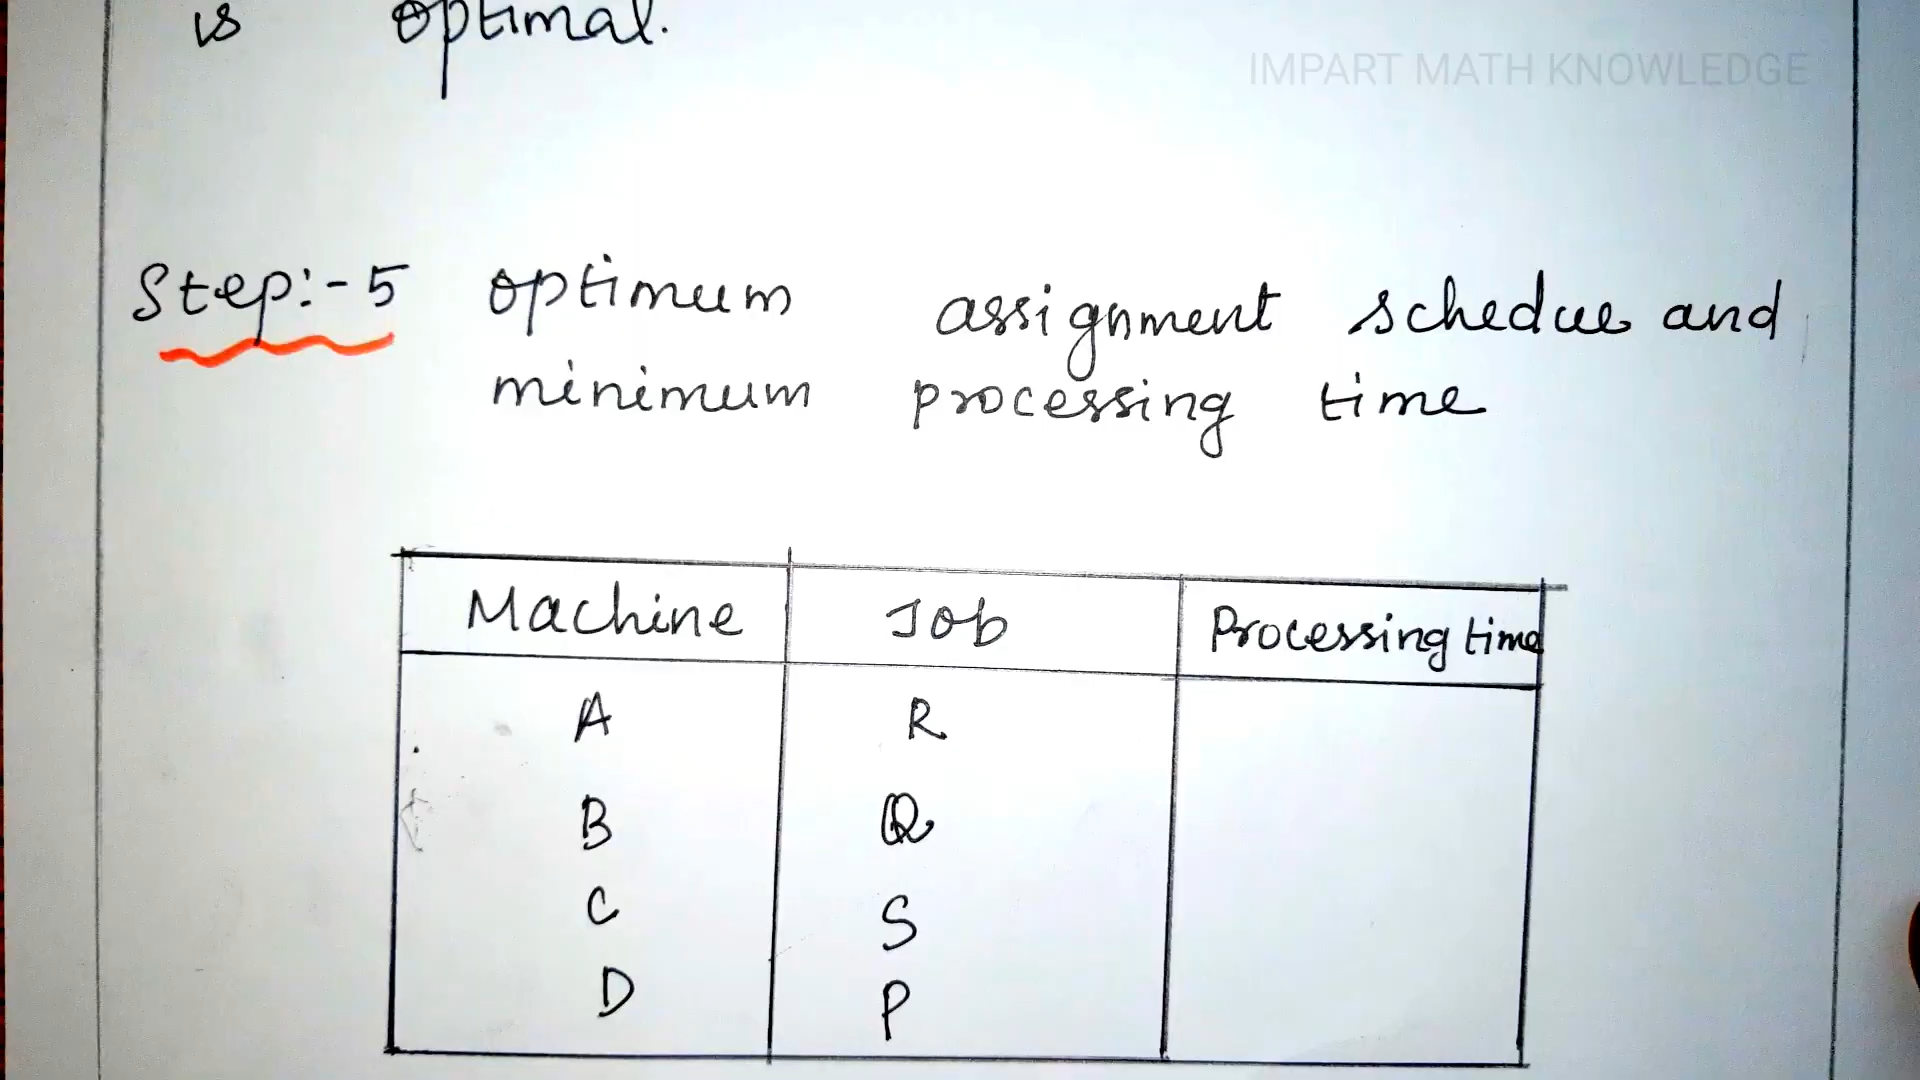 is optimal.
IMPART MATH KNOWLEDGE
Step:-5 optimum assignment schedue and
minimum processing time
Machine Job Processing time
A R
B Q
C S
D P